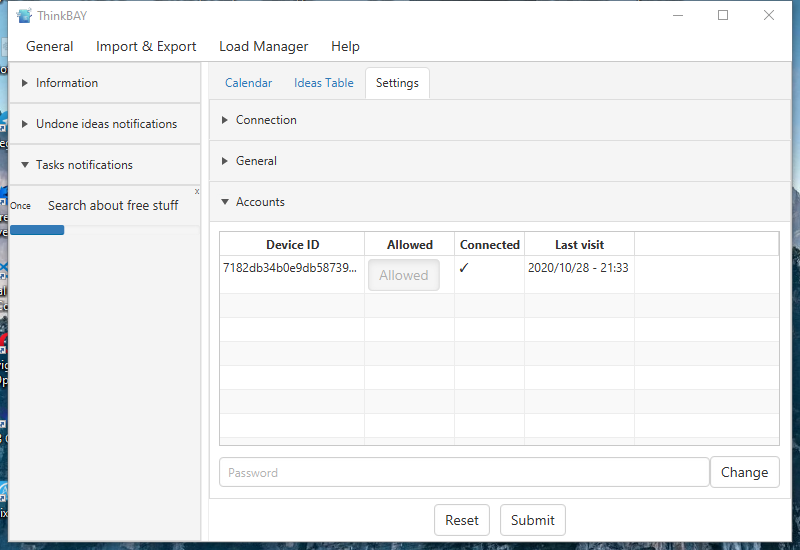 ThinkBAY
General Import & Export Load Manager Help
Information
Undone ideas notifications
Tasks notifications
Once Search about free stuff x
Calendar Ideas Table Settings
Connection
General
Accounts
Device ID Allowed Connected Last visit
7182db34b0e9db58739... Allowed ✓ 2020/10/28 - 21:33
Password Change
Reset Submit